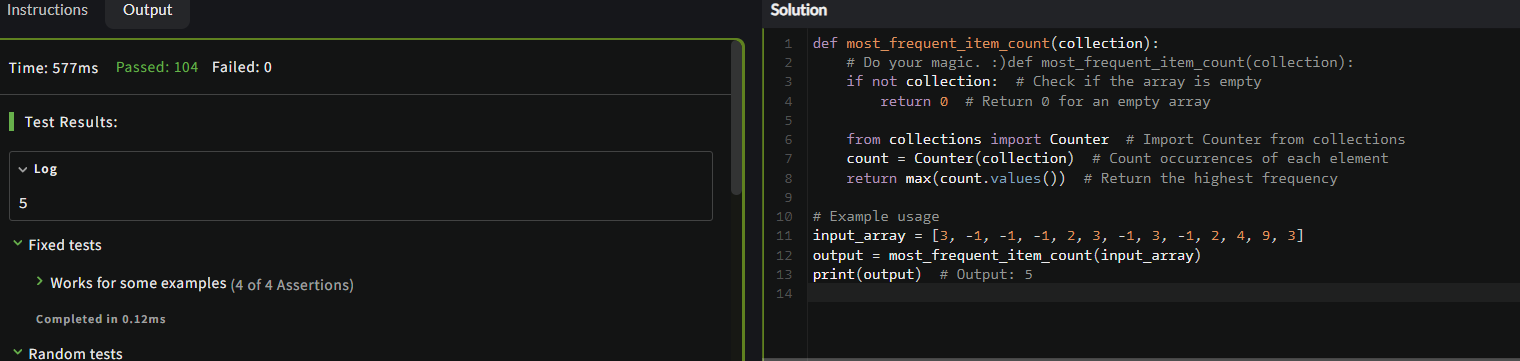 Instructions Output
Time: 577ms Passed: 104 Failed: 0
Test Results:
Log
5
Fixed tests
Works for some examples (4 of 4 Assertions)
Completed in 0.12ms
Random tests
Solution
1 def most_frequent_item_count(collection):
2     # Do your magic. :)def most_frequent_item_count(collection):
3     if not collection:  # Check if the array is empty
4         return 0  # Return 0 for an empty array
5
6     from collections import Counter  # Import Counter from collections
7     count = Counter(collection)  # Count occurrences of each element
8     return max(count.values())  # Return the highest frequency
9
10 # Example usage
11 input_array = [3, -1, -1, -1, 2, 3, -1, 3, -1, 2, 4, 9, 3]
12 output = most_frequent_item_count(input_array)
13 print(output)  # Output: 5
14